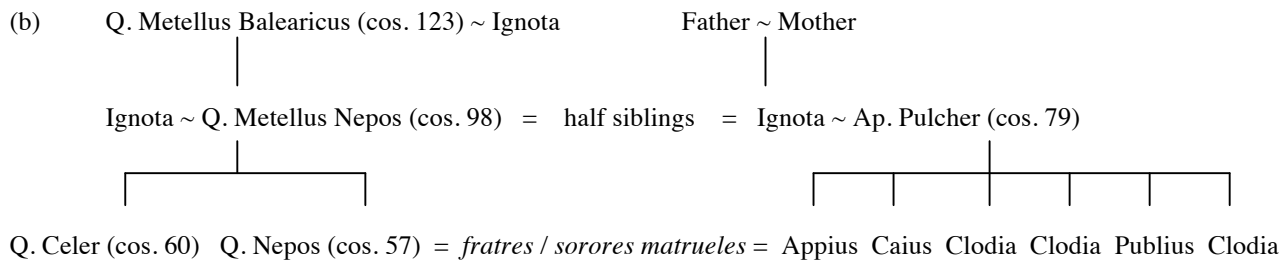 (b) Q. Metellus Balearicus (cos. 123) ~ Ignota Father ~ Mother
Ignota ~ Q. Metellus Nepos (cos. 98) = half siblings = Ignota ~ Ap. Pulcher (cos. 79)
Q. Celer (cos. 60) Q. Nepos (cos. 57) = fratres / sorores matrueles = Appius Caius Clodia Clodia Publius Clodia